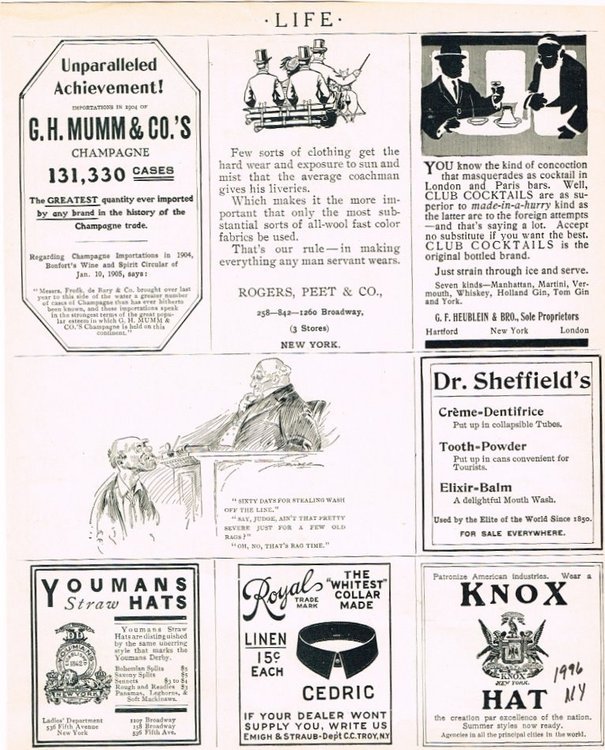 ·LIFE·
Unparalleled
Achievement!
IMPORTATIONS IN 1904 OF
G. H. MUMM & CO.'S
CHAMPAGNE
131,330 CASES
The GREATEST quantity ever imported
by any brand in the history of the
Champagne trade.
Regarding Champagne Importations in 1904,
Bonfort's Wine and Spirit Circular of
Jan. 10, 1905, says:
"Messrs. Fredk. de Bary & Co. brought over last
year to this side of the water a greater number
of cases of Champagne than has ever hitherto
been known, and these importations speak
in the strongest terms of the great popu-
lar esteem in which G. H. MUMM &
CO.'S Champagne is held on this
continent."
Few sorts of clothing get the
hard wear and exposure to sun and
mist that the average coachman
gives his liveries.
Which makes it the more im-
portant that only the most sub-
stantial sorts of all-wool fast color
fabrics be used.
That's our rule—in making
everything any man servant wears.
ROGERS, PEET & CO.,
258—842—1260 Broadway,
(3 Stores)
NEW YORK.
YOU know the kind of concoction
that masquerades as cocktail in
London and Paris bars. Well,
CLUB COCKTAILS are as su-
perior to made-in-a-hurry kind as
the latter are to the foreign attempts
—and that's saying a lot. Accept
no substitute if you want the best.
CLUB COCKTAILS is the
original bottled brand.
Just strain through ice and serve.
Seven kinds—Manhattan, Martini, Ver-
mouth, Whiskey, Holland Gin, Tom Gin
and York.
G. F. HEUBLEIN & BRO., Sole Proprietors
Hartford New York London
"SIXTY DAYS FOR STEALING WASH
OFF THE LINE."
"SAY, JUDGE, AIN'T THAT PRETTY
SEVERE JUST FOR A FEW OLD
RAGS?"
"OH, NO, THAT'S RAG TIME."
Dr. Sheffield's
Crème-Dentifrice
Put up in collapsible Tubes.
Tooth-Powder
Put up in cans convenient for
Tourists.
Elixir-Balm
A delightful Mouth Wash.
Used by the Elite of the World Since 1850.
FOR SALE EVERYWHERE.
YOUMANS
Straw HATS
Youmans Straw
Hats are distinguished
by the same unerring
style that marks the
Youmans Derby.
Bohemian Splits $5
Savony Splits $5
Sennets $3 to $4
Rough and Readies $3
Panamas, Leghorns, &
Soft Mackinaws.
1862
NEW YORK
Ladies' Department
536 Fifth Avenue
New York
1107 Broadway
158 Broadway
536 Fifth Ave.
Royal
TRADE
MARK
THE
"WHITEST"
COLLAR
MADE
LINEN
15¢
EACH
CEDRIC
IF YOUR DEALER WONT
SUPPLY YOU, WRITE US
EMIGH & STRAUB-Dept CC.TROY,NY
Patronize American industries. Wear a
KNOX
KNOX
NEW YORK.
HAT
1996
NY
the creation par excellence of the nation.
Summer styles now ready.
Agencies in all the principal cities in the world.